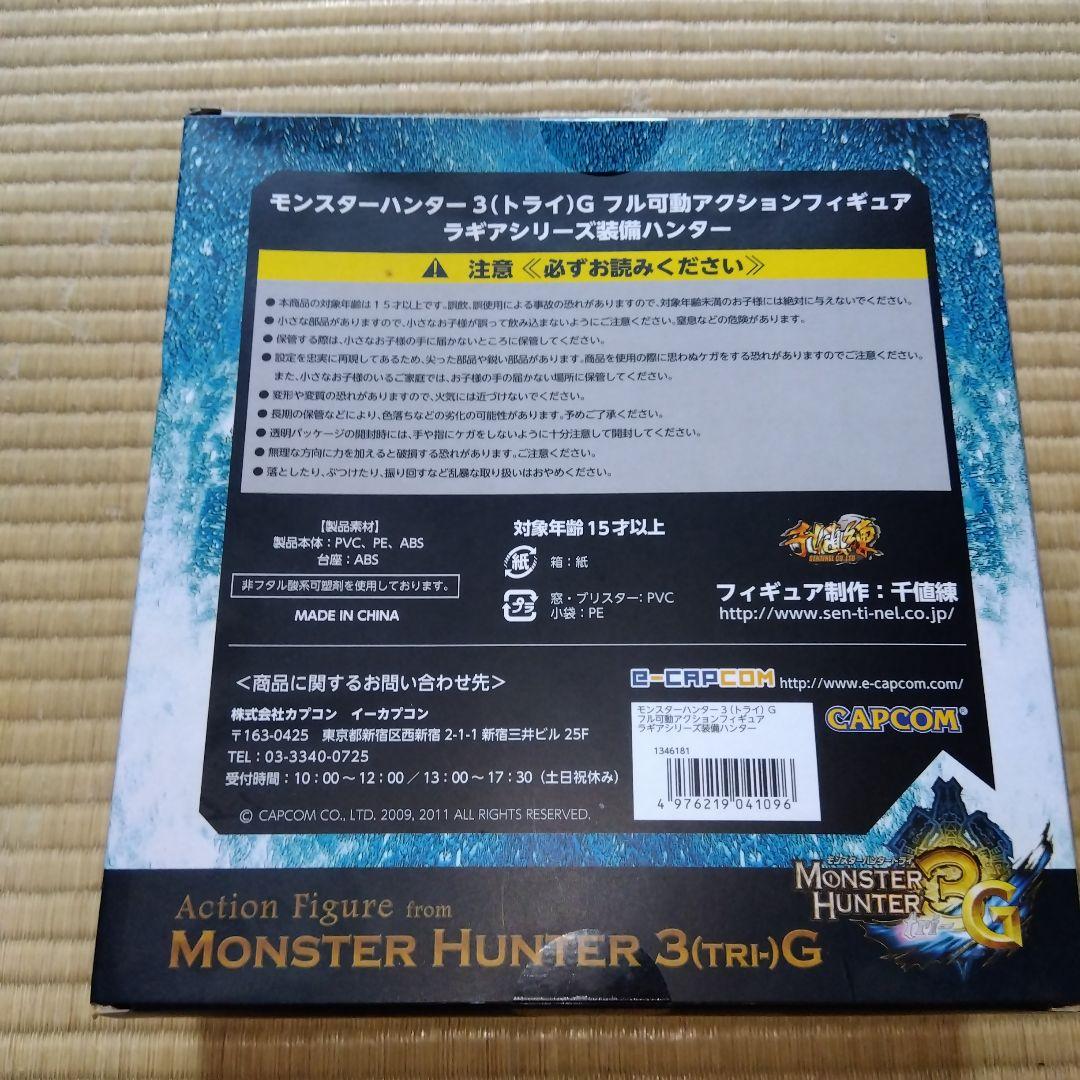 モンスターハンター3(トライ)G フル可動アクションフィギュア
ラギアシリーズ装備ハンター
注意≪必ずお読みください≫
●本商品の対象年齢は15才以上です。誤飲、誤使用による事故の恐れがありますので、対象年齢未満のお子様には絶対に与えないでください。
●小さな部品がありますので、小さなお子様が誤って飲み込まないようにご注意ください。窒息などの危険があります。
●保管する際は、小さなお子様の手に届かないところに保管してください。
●設定を忠実に再現してあるため、尖った部品や鋭い部品があります。商品を使用の際に思わぬケガをする恐れがありますのでご注意ください。
また、小さなお子様のいるご家庭では、お子様の手の届かない場所に保管してください。
●変形や変質の恐れがありますので、火気には近づけないでください。
●長期の保管などにより、色落ちなどの劣化の可能性があります。予めご了承ください。
●透明パッケージの開封時には、手や指にケガをしないように十分注意して開封してください。
●無理な方向に力を加えると破損する恐れがあります。ご注意ください。
●落としたり、ぶつけたり、振り回すなど乱暴な取り扱いはおやめください。
【製品素材】
製品本体:PVC、PE、ABS
台座:ABS
非フタル酸系可塑剤を使用しております。
MADE IN CHINA
対象年齢15才以上
紙
箱:紙
プラ
窓・ブリスター:PVC
小袋:PE
千値練
SENTINEL CO.,LTD
フィギュア制作:千値練
http://www.sen-ti-nel.co.jp/
<商品に関するお問い合わせ先>
株式会社カプコン イーカプコン
〒163-0425 東京都新宿区西新宿2-1-1 新宿三井ビル25F
TEL:03-3340-0725
受付時間:10:00~12:00/13:00~17:30(土日祝休み)
© CAPCOM CO., LTD. 2009, 2011 ALL RIGHTS RESERVED.
e-CAPCOM http://www.e-capcom.com/
モンスターハンター3(トライ)G
フル可動アクションフィギュア
ラギアシリーズ装備ハンター
1346181
4 976219 041096
CAPCOM®
モンスターハンタートライ
MONSTER
HUNTER
3
tri-
G
Action Figure from
MONSTER HUNTER 3(TRI-)G